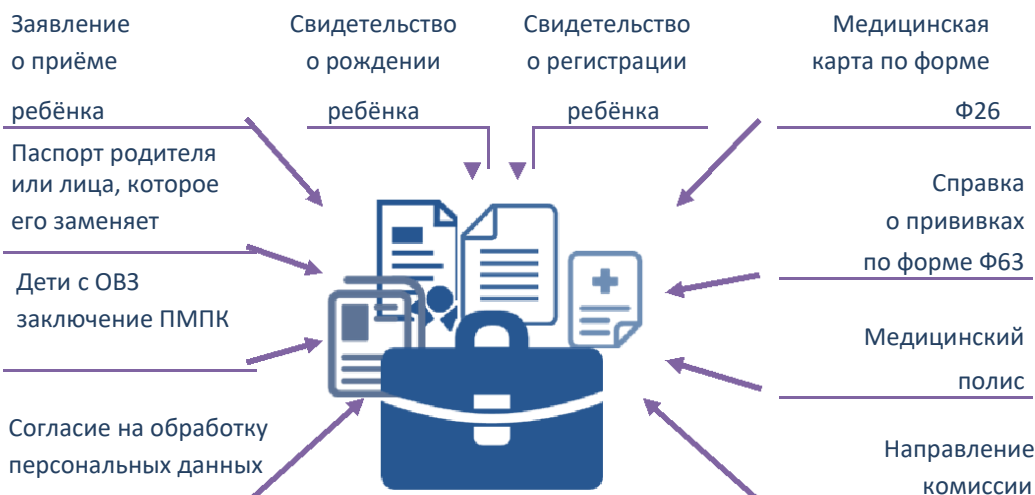 Заявление
о приёме
ребёнка
Свидетельство
о рождении
ребёнка
Свидетельство
о регистрации
ребёнка
Медицинская
карта по форме
Ф26
Паспорт родителя
или лица, которое
его заменяет
Справка
о прививках
по форме Ф63
Дети с ОВЗ
заключение ПМПК
Медицинский
полис
Согласие на обработку
персональных данных
Направление
комиссии